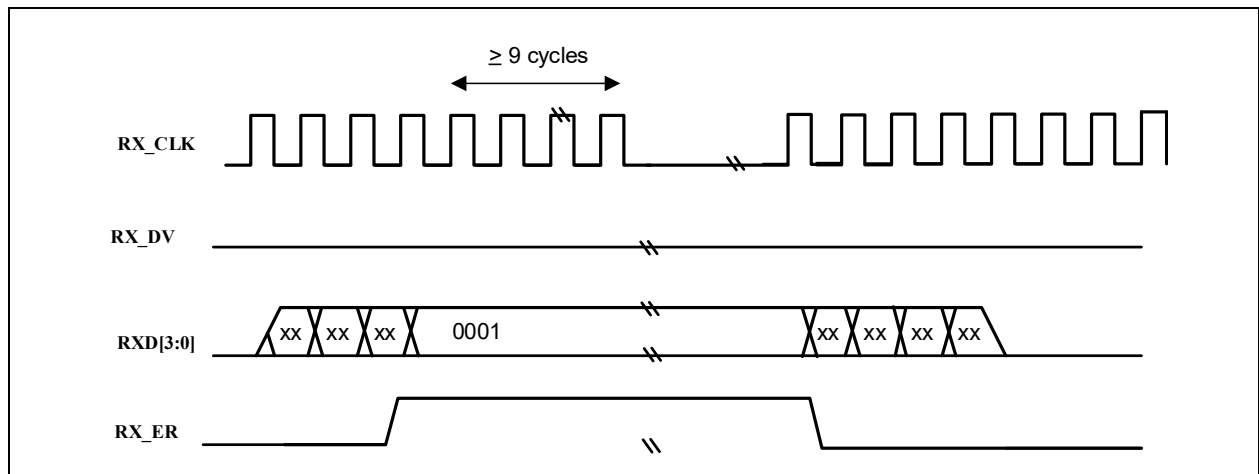 ≥ 9 cycles
RX_CLK
RX_DV
RXD[3:0] xx xx xx 0001 xx xx xx xx
RX_ER